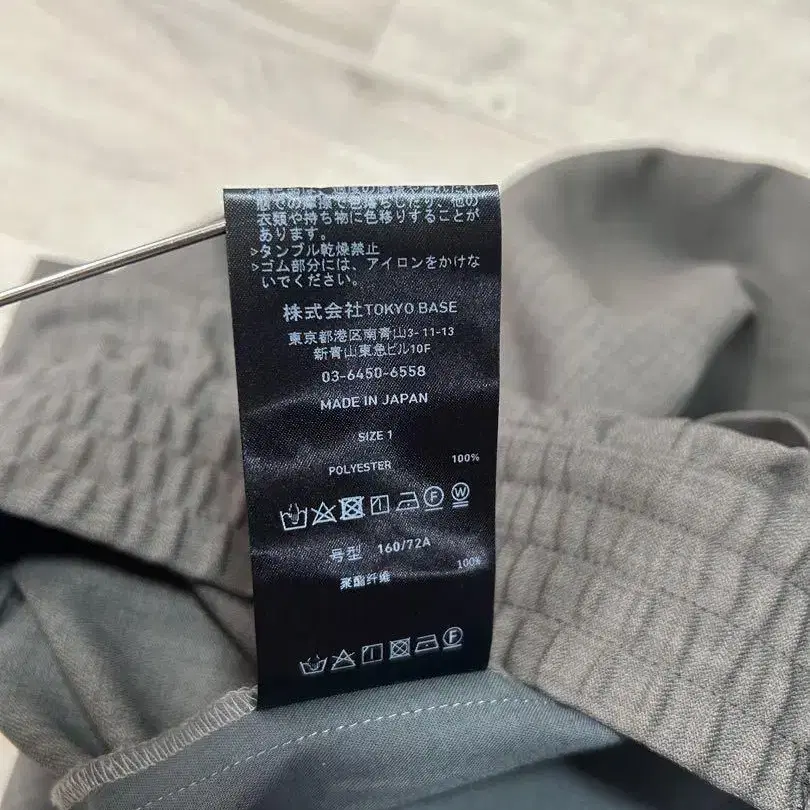 衣類や持ち物に色移りすることが
あります。
>タンブル乾燥禁止
>ゴム部分には、アイロンをかけな
いでください。
株式会社TOKYO BASE
東京都港区南青山3-11-13
新青山東急ビル10F
03-6450-6558
MADE IN JAPAN
SIZE 1
POLYESTER 100%
F W
号型 160/72A
聚酯纤维 100%
F